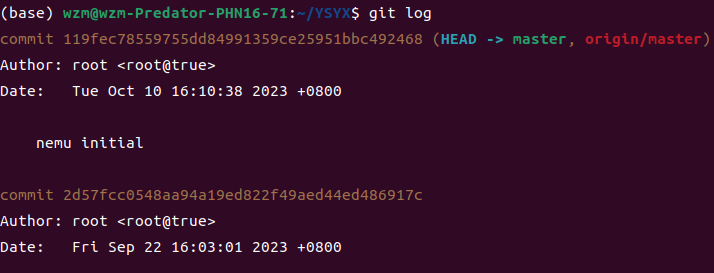 (base) wzm@wzm-Predator-PHN16-71:~/YSYX$ git log
commit 119fec78559755dd84991359ce25951bbc492468 (HEAD -> master, origin/master)
Author: root <root@true>
Date:   Tue Oct 10 16:10:38 2023 +0800
    nemu initial
commit 2d57fcc0548aa94a19ed822f49aed44ed486917c
Author: root <root@true>
Date:   Fri Sep 22 16:03:01 2023 +0800